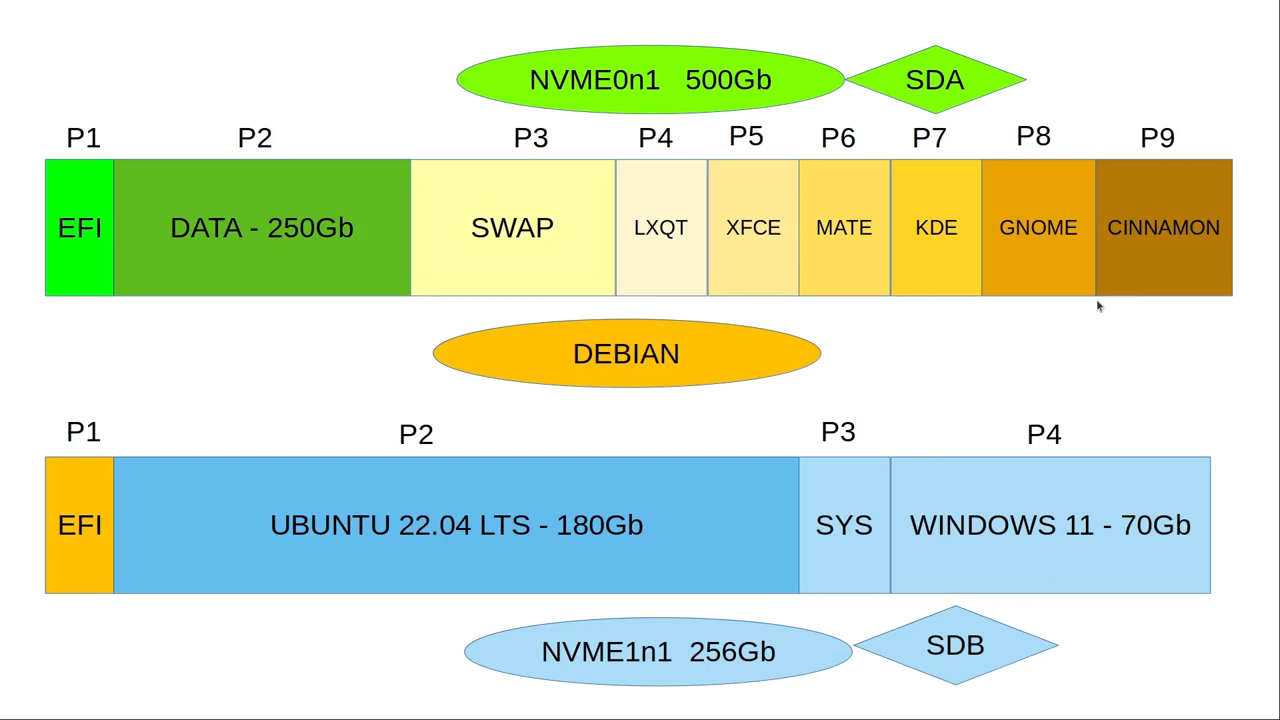 NVME0n1 500Gb SDA
P1 P2 P3 P4 P5 P6 P7 P8 P9
EFI DATA - 250Gb SWAP LXQT XFCE MATE KDE GNOME CINNAMON
DEBIAN
P1 P2 P3 P4
EFI UBUNTU 22.04 LTS - 180Gb SYS WINDOWS 11 - 70Gb
NVME1n1 256Gb SDB